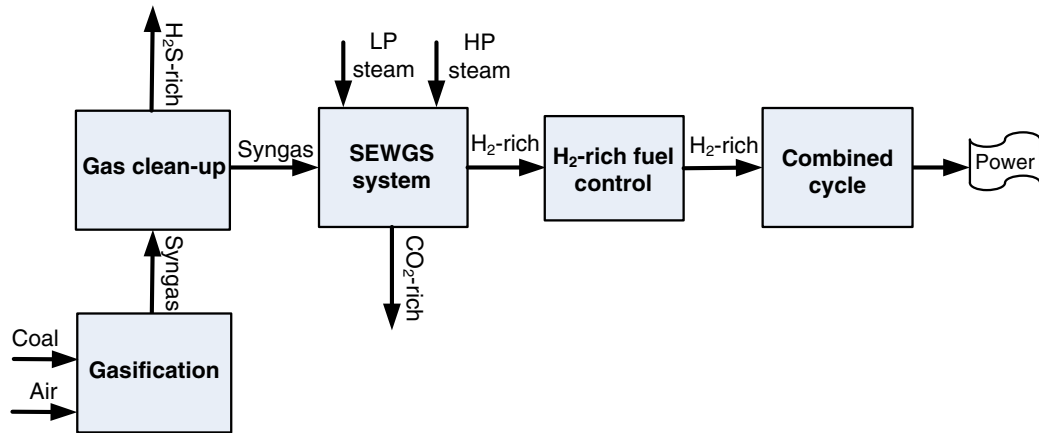 H₂S-rich
LP
steam
HP
steam
Gas clean-up
Syngas
SEWGS
system
H₂-rich
H₂-rich fuel
control
H₂-rich
Combined
cycle
Power
Syngas
CO₂-rich
Coal
Air
Gasification